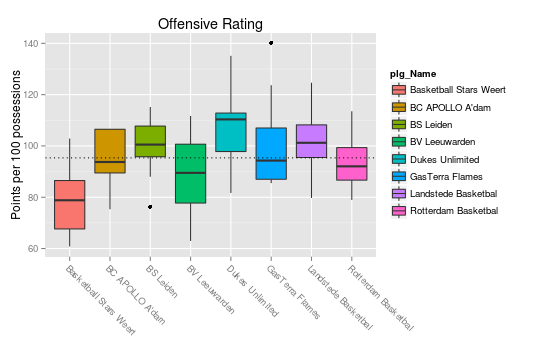 Offensive Rating
Points per 100 possessions
140
120
100
80
60
Basketball Stars Weert
BC APOLLO A'dam
BS Leiden
BV Leeuwarden
Dukes Unlimited
GasTerra Flames
Landstede Basketbal
Rotterdam Basketbal
plg_Name
Basketball Stars Weert
BC APOLLO A'dam
BS Leiden
BV Leeuwarden
Dukes Unlimited
GasTerra Flames
Landstede Basketbal
Rotterdam Basketbal